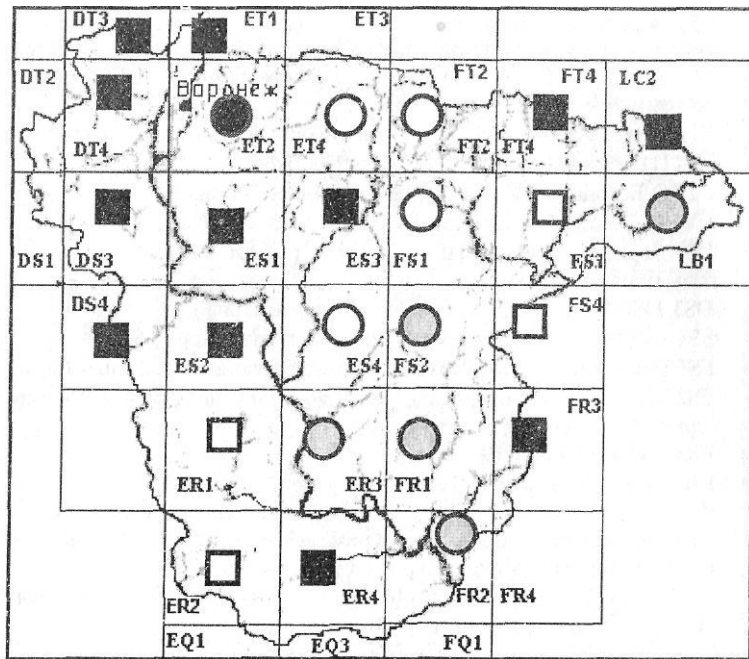 DT3 ET1 ET3
DT2 FT2 FT4 LC2
Воронеж
DT4 ET2 ET4 FT2 FT4
DS1 DS3 ES1 ES3 FS1 FS3 LB1
DS4 FS4
ES2 ES4 FS2
FR3
ER1 ER3 FR1
ER2 ER4 FR2 FR4
EQ1 EQ3 FQ1